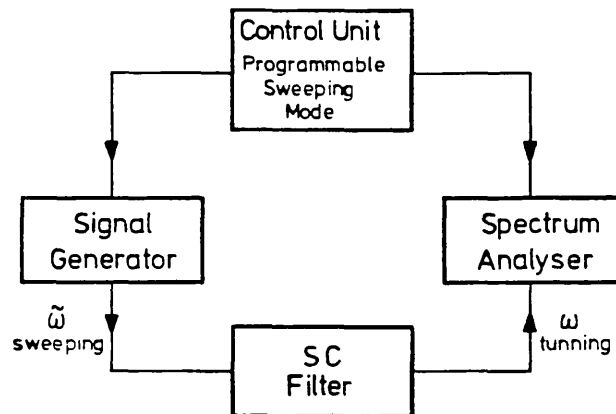 Control Unit
Programmable
Sweeping
Mode
Signal
Generator
Spectrum
Analyser
ω̃
sweeping
ω
tunning
SC
Filter